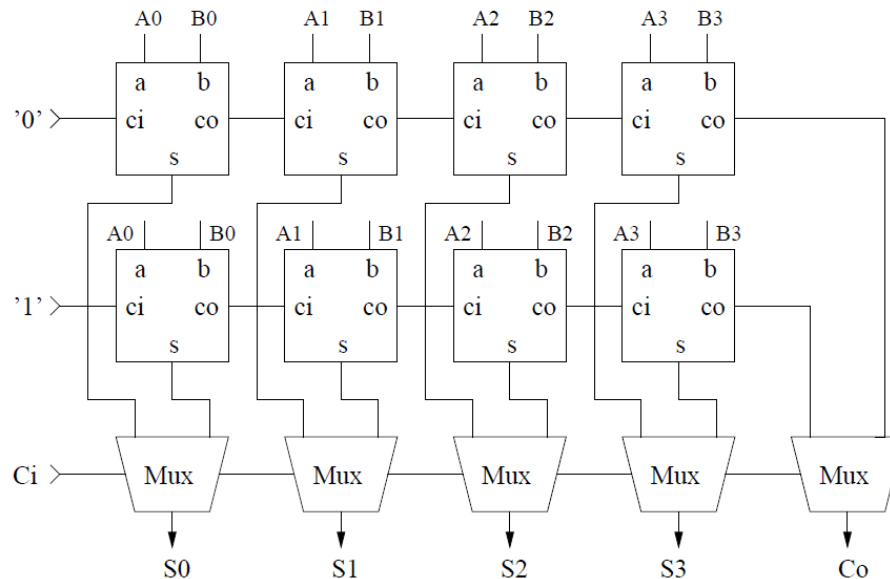 A0 B0 A1 B1 A2 B2 A3 B3
a b a b a b a b
'0' ci co ci co ci co ci co
s s s s
A0 B0 A1 B1 A2 B2 A3 B3
a b a b a b a b
'1' ci co ci co ci co ci co
s s s s
Ci Mux Mux Mux Mux Mux
S0 S1 S2 S3 Co